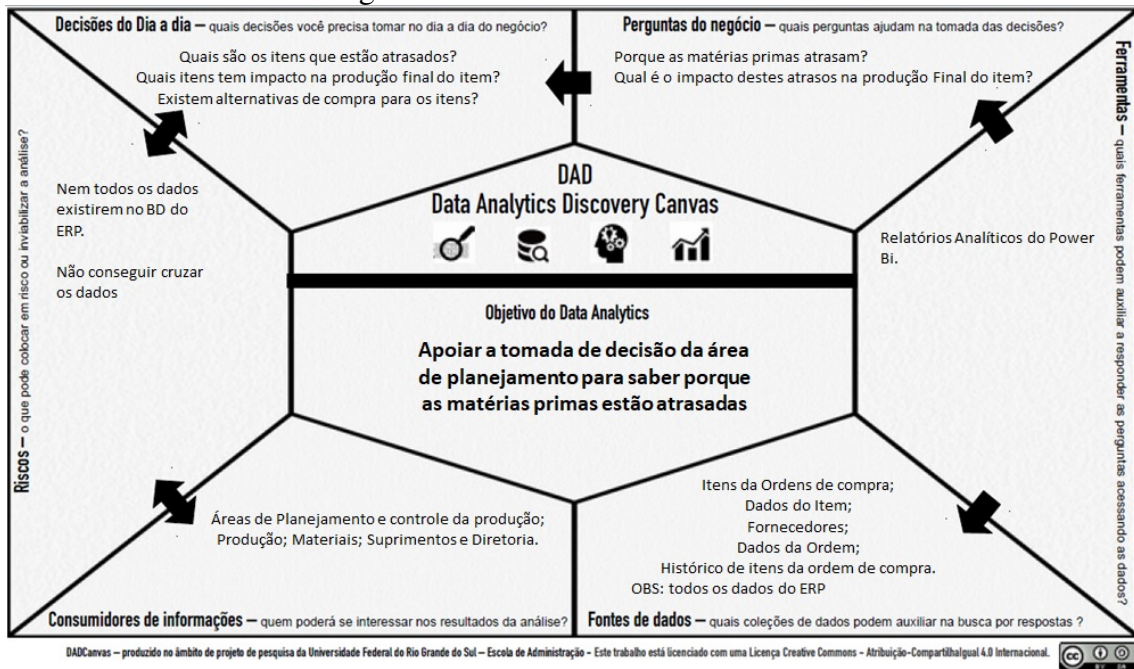 Decisões do Dia a dia – quais decisões você precisa tomar no dia a dia do negócio?
Quais são os itens que estão atrasados?
Quais itens tem impacto na produção final do item?
Existem alternativas de compra para os itens?
Perguntas do negócio – quais perguntas ajudam na tomada das decisões?
Porque as matérias primas atrasam?
Qual é o impacto destes atrasos na produção Final do item?
Riscos – o que pode colocar em risco ou inviabilizar a análise?
Nem todos os dados
existirem no BD do
ERP.
Não conseguir cruzar
os dados
DAD
Data Analytics Discovery Canvas
Objetivo do Data Analytics
Apoiar a tomada de decisão da área
de planejamento para saber porque
as matérias primas estão atrasadas
Relatórios Analíticos do Power
Bi.
Ferramentas – quais ferramentas podem auxiliar a responder as perguntas acessando as dados?
Áreas de Planejamento e controle da produção;
Produção; Materiais; Suprimentos e Diretoria.
Consumidores de informações – quem poderá se interessar nos resultados da análise?
Itens da Ordens de compra;
Dados do Item;
Fornecedores;
Dados da Ordem;
Histórico de itens da ordem de compra.
OBS: todos os dados do ERP
Fontes de dados – quais coleções de dados podem auxiliar na busca por respostas ?
DADCanvas – produzido no âmbito de projeto de pesquisa da Universidade Federal do Rio Grande do Sul – Escola de Administração - Este trabalho está licenciado com uma Licença Creative Commons - Atribuição-CompartilhaIgual 4.0 Internacional.
cc
BY SA